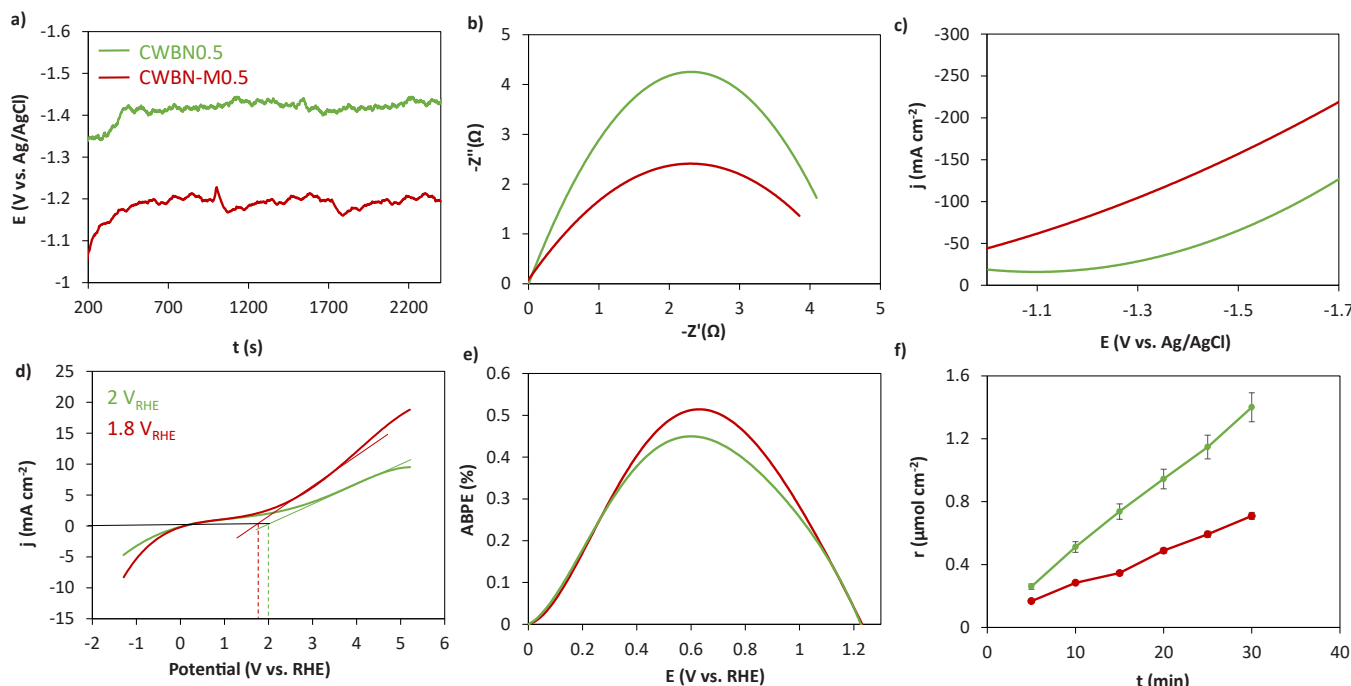 a)
-1.6
-1.5
-1.4
-1.3
-1.2
-1.1
-1
E (V vs. Ag/AgCl)
CWBN0.5
CWBN-M0.5
200 700 1200 1700 2200
t (s)
b)
5
4
3
2
1
0
-Z''(Ω)
0 1 2 3 4 5
-Z'(Ω)
c)
-300
-250
-200
-150
-100
-50
0
j (mA cm-2)
-1.1 -1.3 -1.5 -1.7
E (V vs. Ag/AgCl)
d)
25
20
15
10
5
0
-5
-10
-15
j (mA cm-2)
2 VRHE
1.8 VRHE
-2 -1 0 1 2 3 4 5 6
Potential (V vs. RHE)
e)
0.6
0.5
0.4
0.3
0.2
0.1
0
ABPE (%)
0 0.2 0.4 0.6 0.8 1 1.2
E (V vs. RHE)
f)
1.6
1.2
0.8
0.4
0
r (μmol cm-2)
0 10 20 30 40
t (min)